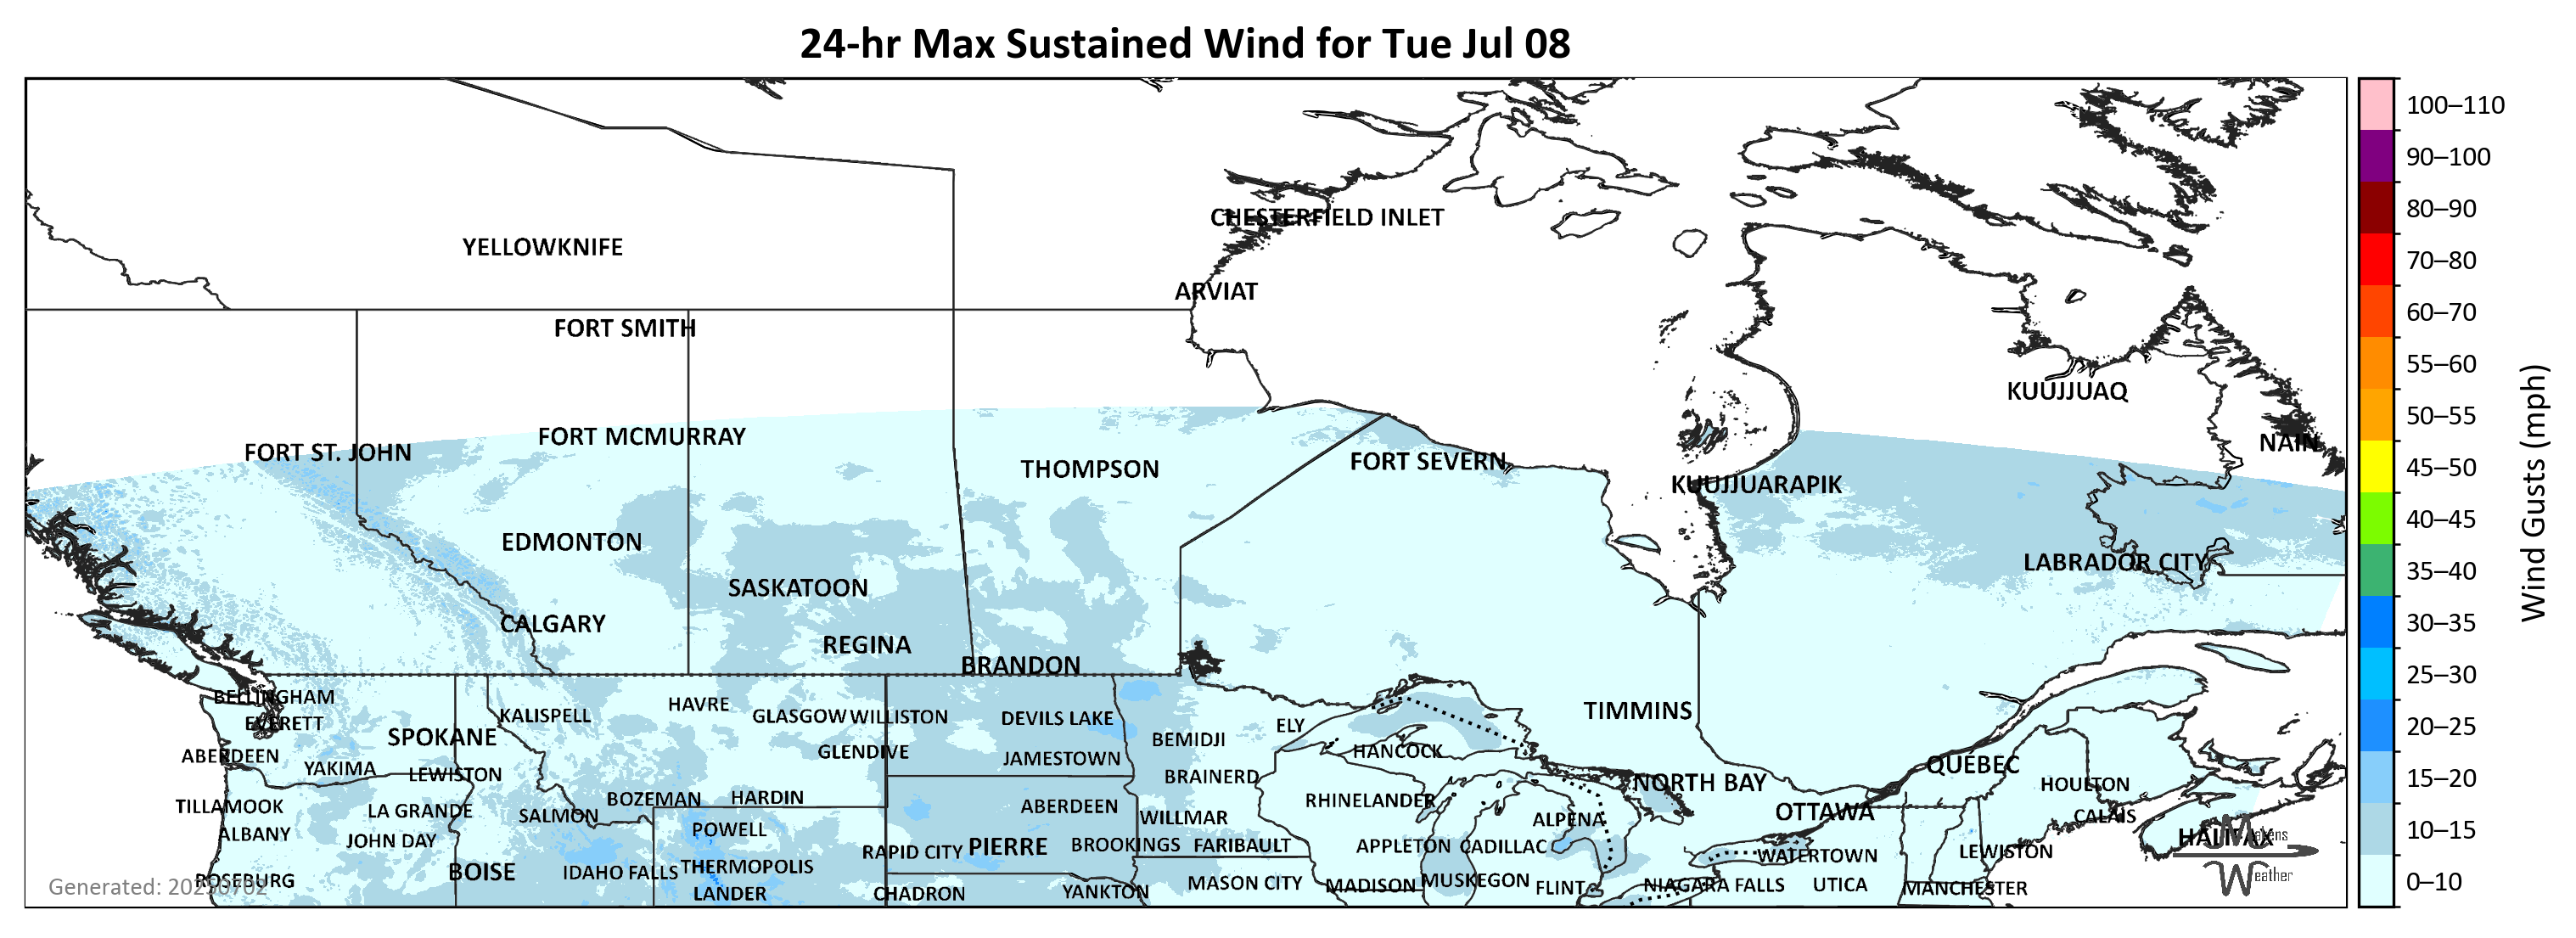 24-hr Max Sustained Wind for Tue Jul 08
100–110
90–100
80–90
70–80
60–70
55–60
50–55
45–50
40–45
35–40
30–35
25–30
20–25
15–20
10–15
0–10
Wind Gusts (mph)
CHESTERFIELD INLET
YELLOWKNIFE
ARVIAT
FORT SMITH
KUUJJUAQ
FORT MCMURRAY
NAIN
FORT ST. JOHN
FORT SEVERN
THOMPSON
KUUJJUARAPIK
EDMONTON
LABRADOR CITY
SASKATOON
CALGARY
REGINA
BRANDON
BELLINGHAM
HAVRE
TIMMINS
KALISPELL
GLASGOW WILLISTON
DEVILS LAKE
EVERETT
ELY
SPOKANE
BEMIDJI
HANCOCK
GLENDIVE
ABERDEEN
JAMESTOWN
QUÉBEC
YAKIMA
LEWISTON
BRAINERD
NORTH BAY
HOULTON
BOZEMAN
HARDIN
RHINELANDER
TILLAMOOK
LA GRANDE
SALMON
ABERDEEN
WILLMAR
ALPENA
OTTAWA
CALAIS
ALBANY
JOHN DAY
POWELL
HALIFAX
Makens
Weather
RAPID CITY
PIERRE
BROOKINGS
FARIBAULT
APPLETON
CADILLAC
WATERTOWN
LEWISTON
BOISE
IDAHO FALLS
THERMOPOLIS
ROSEBURG
Generated: 20250702
LANDER
CHADRON
YANKTON
MASON CITY
MADISON
MUSKEGON
FLINT
NIAGARA FALLS
UTICA
MANCHESTER